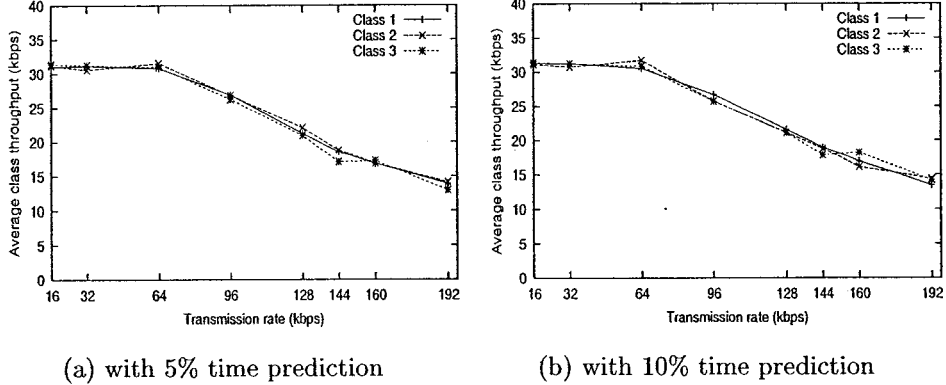 40
35
30
25
20
15
10
5
0
Average class throughput (kbps)
Class 1
Class 2
Class 3
16 32 64 96 128 144 160 192
Transmission rate (kbps)
(a) with 5% time prediction
40
35
30
25
20
15
10
5
0
Average class throughput (kbps)
Class 1
Class 2
Class 3
16 32 64 96 128 144 160 192
Transmission rate (kbps)
(b) with 10% time prediction